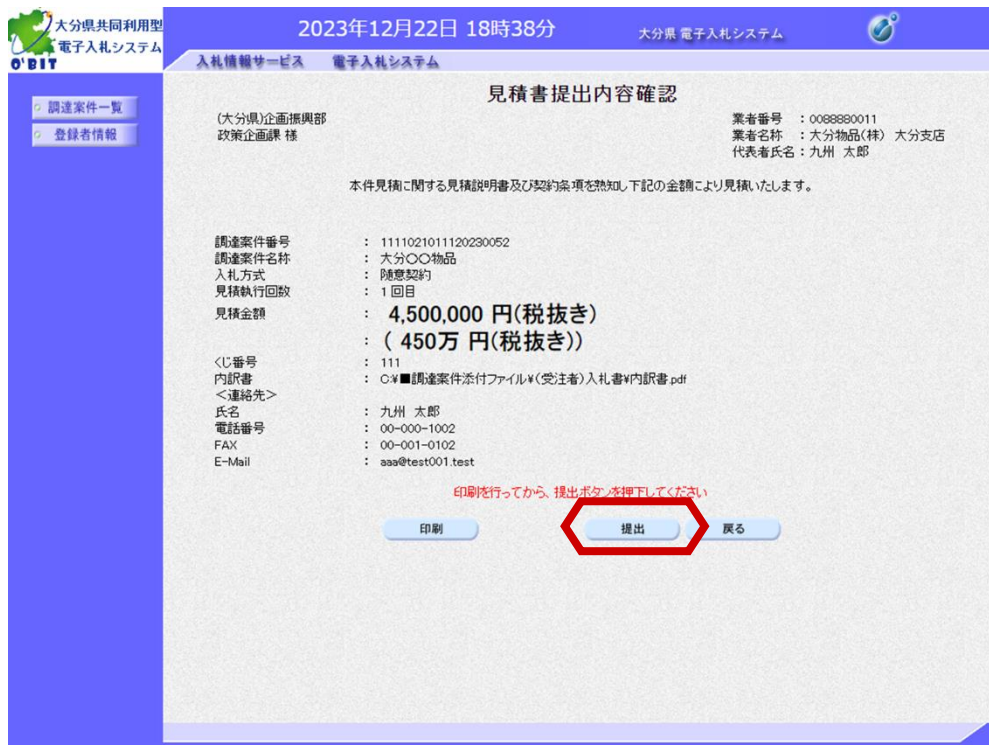 大分県共同利用型
電子入札システム
O'BIT
2023年12月22日 18時38分
大分県 電子入札システム
入札情報サービス 電子入札システム
調達案件一覧
登録者情報
見積書提出内容確認
(大分県)企画振興部
政策企画課 様
業者番号 : 0088880011
業者名称 : 大分物品(株) 大分支店
代表者氏名 : 九州 太郎
本件見積に関する見積説明書及び契約条項を熟知し下記の金額により見積いたします。
調達案件番号 : 1111021011120230052
調達案件名称 : 大分○○物品
入札方式 : 随意契約
見積執行回数 : 1回目
見積金額 : 4,500,000 円(税抜き)
: ( 450万 円(税抜き))
くじ番号 : 111
内訳書 : C:¥■調達案件添付ファイル¥(受注者)入札書¥内訳書.pdf
<連絡先>
氏名 : 九州 太郎
電話番号 : 00-000-1002
FAX : 00-001-0102
E-Mail : aaa@test001.test
印刷を行ってから、提出ボタンを押下してください
印刷 提出 戻る